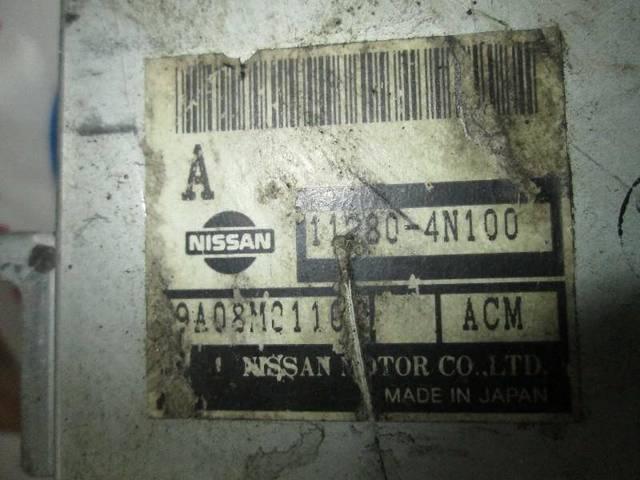 A
NISSAN
11280-4N100
ACM
NISSAN MOTOR CO.,LTD.
MADE IN JAPAN